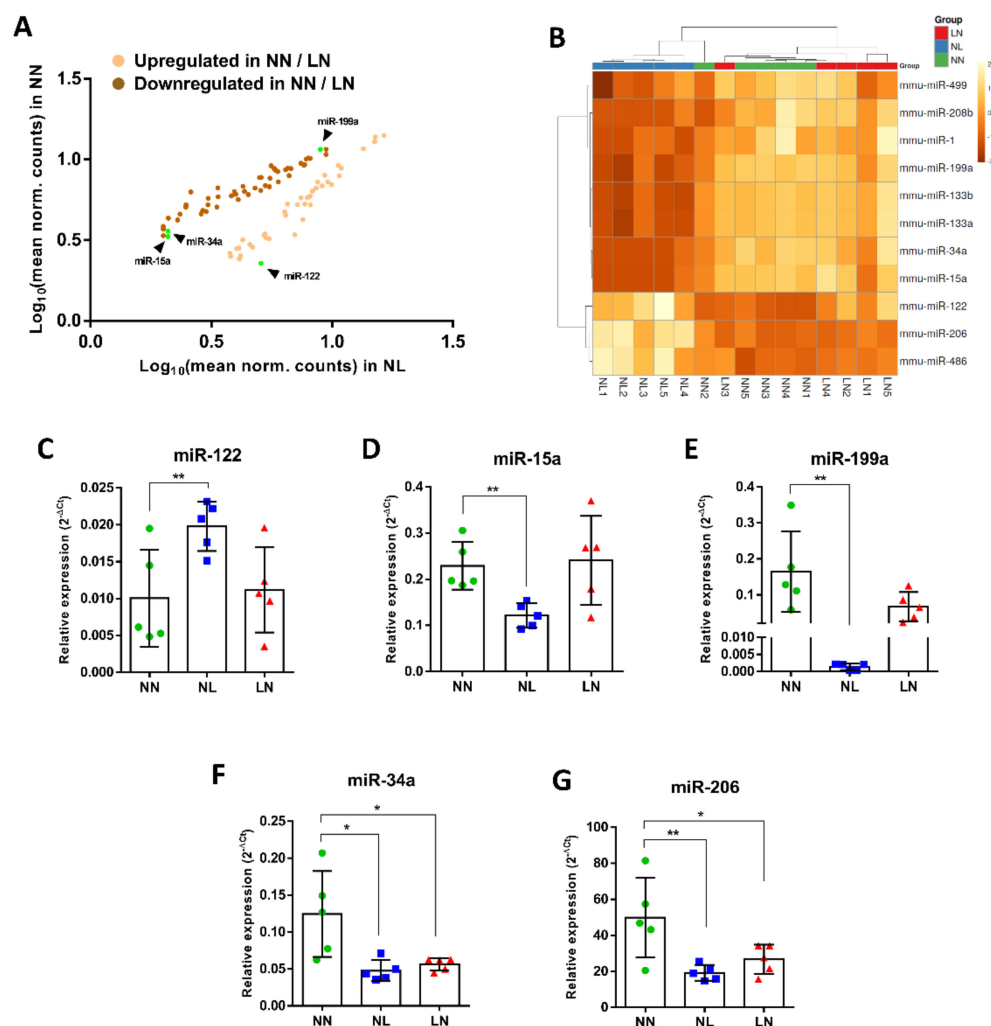 A
Upregulated in NN / LN
Downregulated in NN / LN
Log10(mean norm. counts) in NN
1.5
1.0
0.5
0.0
miR-199a
miR-34a
miR-15a
miR-122
0.0 0.5 1.0 1.5
Log10(mean norm. counts) in NL
B
Group
LN
NL
NN
Group
mmu-miR-499
mmu-miR-208b
mmu-miR-1
mmu-miR-199a
mmu-miR-133b
mmu-miR-133a
mmu-miR-34a
mmu-miR-15a
mmu-miR-122
mmu-miR-206
mmu-miR-486
NL1 NL2 NL3 NL5 NL4 NN2 LN3 NN5 NN3 NN4 NN1 LN4 LN2 LN1 LN5
C
miR-122
**
Relative expression (2-ΔCt)
0.025
0.020
0.015
0.010
0.005
0.000
NN NL LN
D
miR-15a
**
Relative expression (2-ΔCt)
0.4
0.3
0.2
0.1
0.0
NN NL LN
E
miR-199a
**
Relative expression (2-ΔCt)
0.4
0.3
0.2
0.1
0.010
0.005
0.000
NN NL LN
F
miR-34a
*
*
Relative expression (2-ΔCt)
0.25
0.20
0.15
0.10
0.05
0.00
NN NL LN
G
miR-206
*
**
Relative expression (2-ΔCt)
100
80
60
40
20
0
NN NL LN